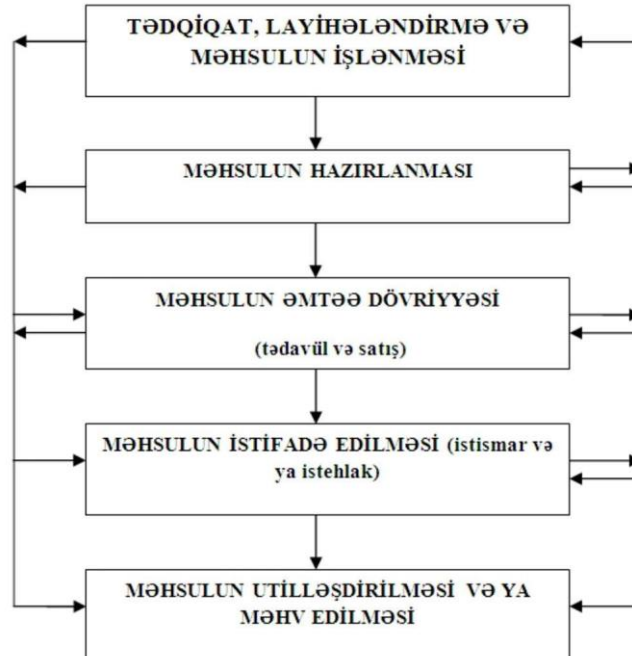 TƏDQİQAT, LAYİHƏLƏNDİRMƏ VƏ
MƏHSULUN İŞLƏNMƏSİ
MƏHSULUN HAZIRLANMASI
MƏHSULUN ƏMTƏƏ DÖVRİYYƏSİ
(tədavül və satış)
MƏHSULUN İSTİFADƏ EDİLMƏSİ (istismar və
ya istehlak)
MƏHSULUN UTİLLƏŞDİRİLMƏSİ VƏ YA
MƏHV EDİLMƏSİ